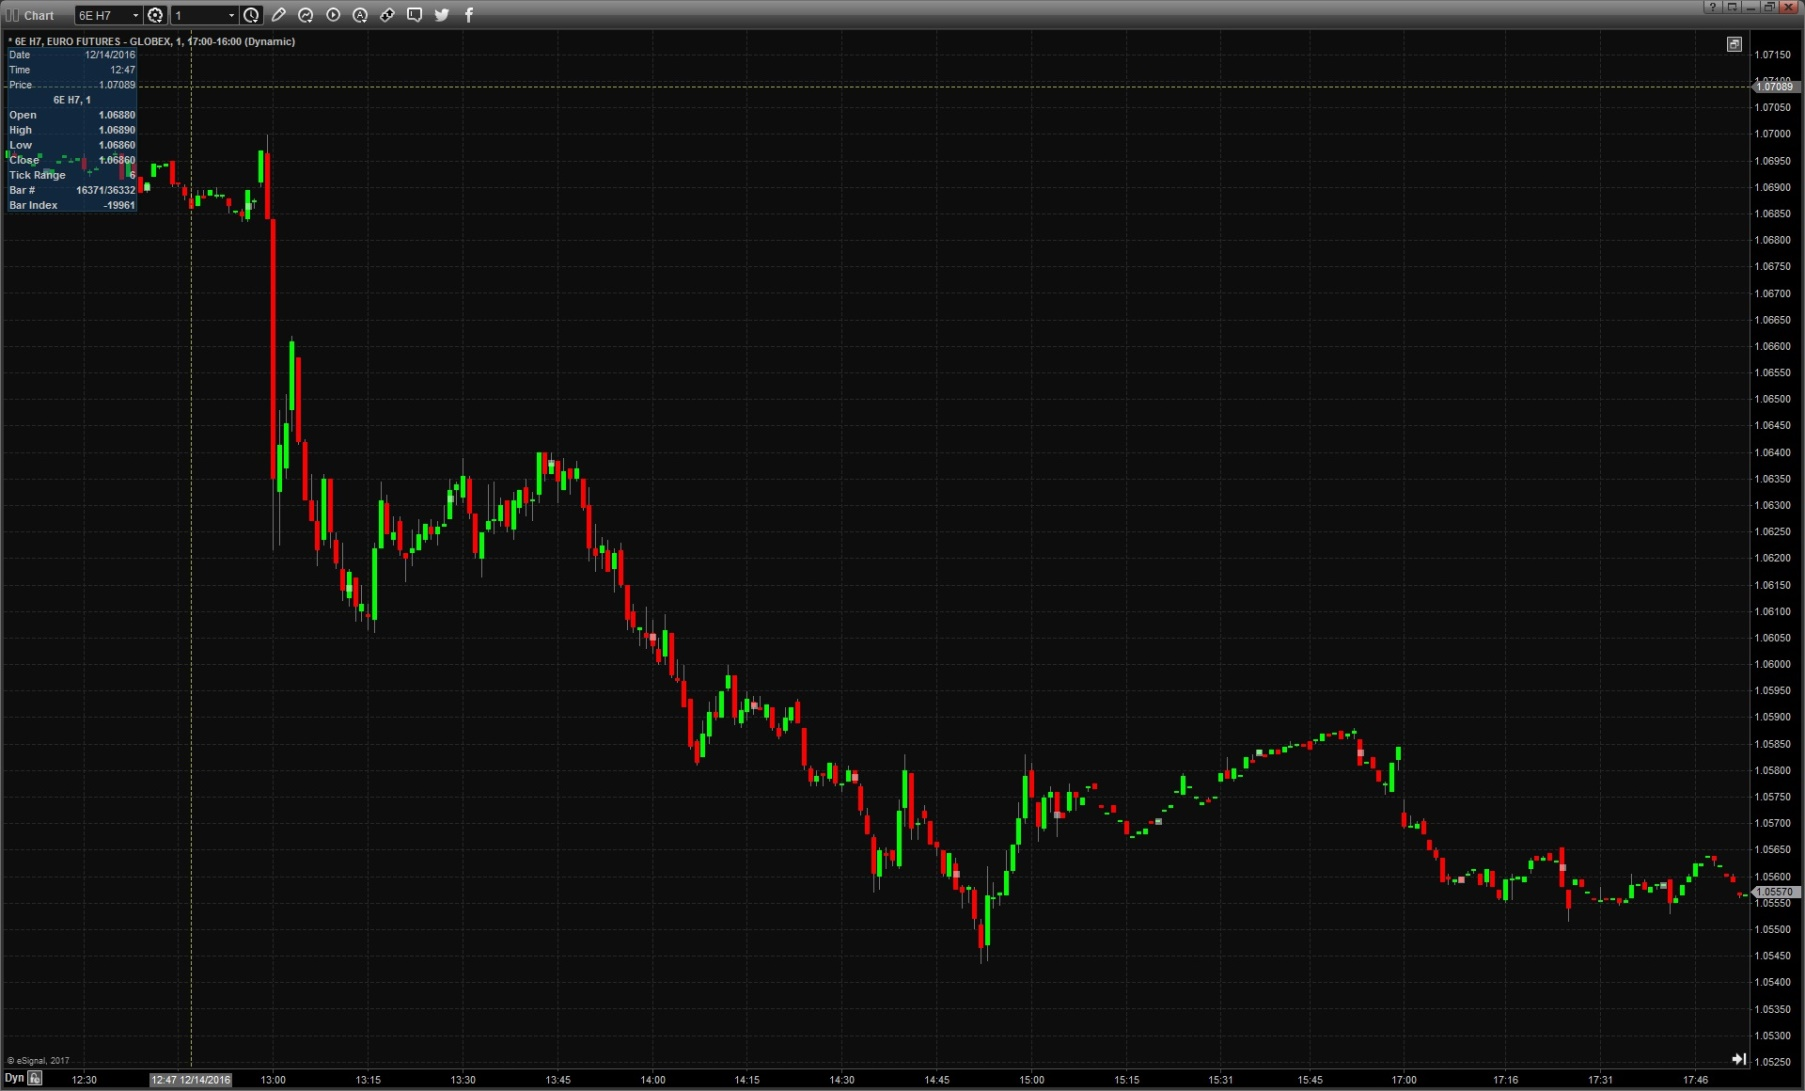 Chart 6E H7 1
* 6E H7, EURO FUTURES - GLOBEX, 1, 17:00-16:00 (Dynamic)
Date 12/14/2016
Time 12:47
Price 1.07089
6E H7, 1
Open 1.06880
High 1.06890
Low 1.06860
Close 1.06860
Tick Range 6
Bar # 16371/36332
Bar Index -19961
1.07150
1.07100
1.07089
1.07050
1.07000
1.06950
1.06900
1.06850
1.06800
1.06750
1.06700
1.06650
1.06600
1.06550
1.06500
1.06450
1.06400
1.06350
1.06300
1.06250
1.06200
1.06150
1.06100
1.06050
1.06000
1.05950
1.05900
1.05850
1.05800
1.05750
1.05700
1.05650
1.05600
1.05570
1.05550
1.05500
1.05450
1.05400
1.05350
1.05300
1.05250
© eSignal, 2017
Dyn 12:30 12:47 12/14/2016 13:00 13:15 13:30 13:45 14:00 14:15 14:30 14:45 15:00 15:15 15:31 15:45 17:00 17:16 17:31 17:46